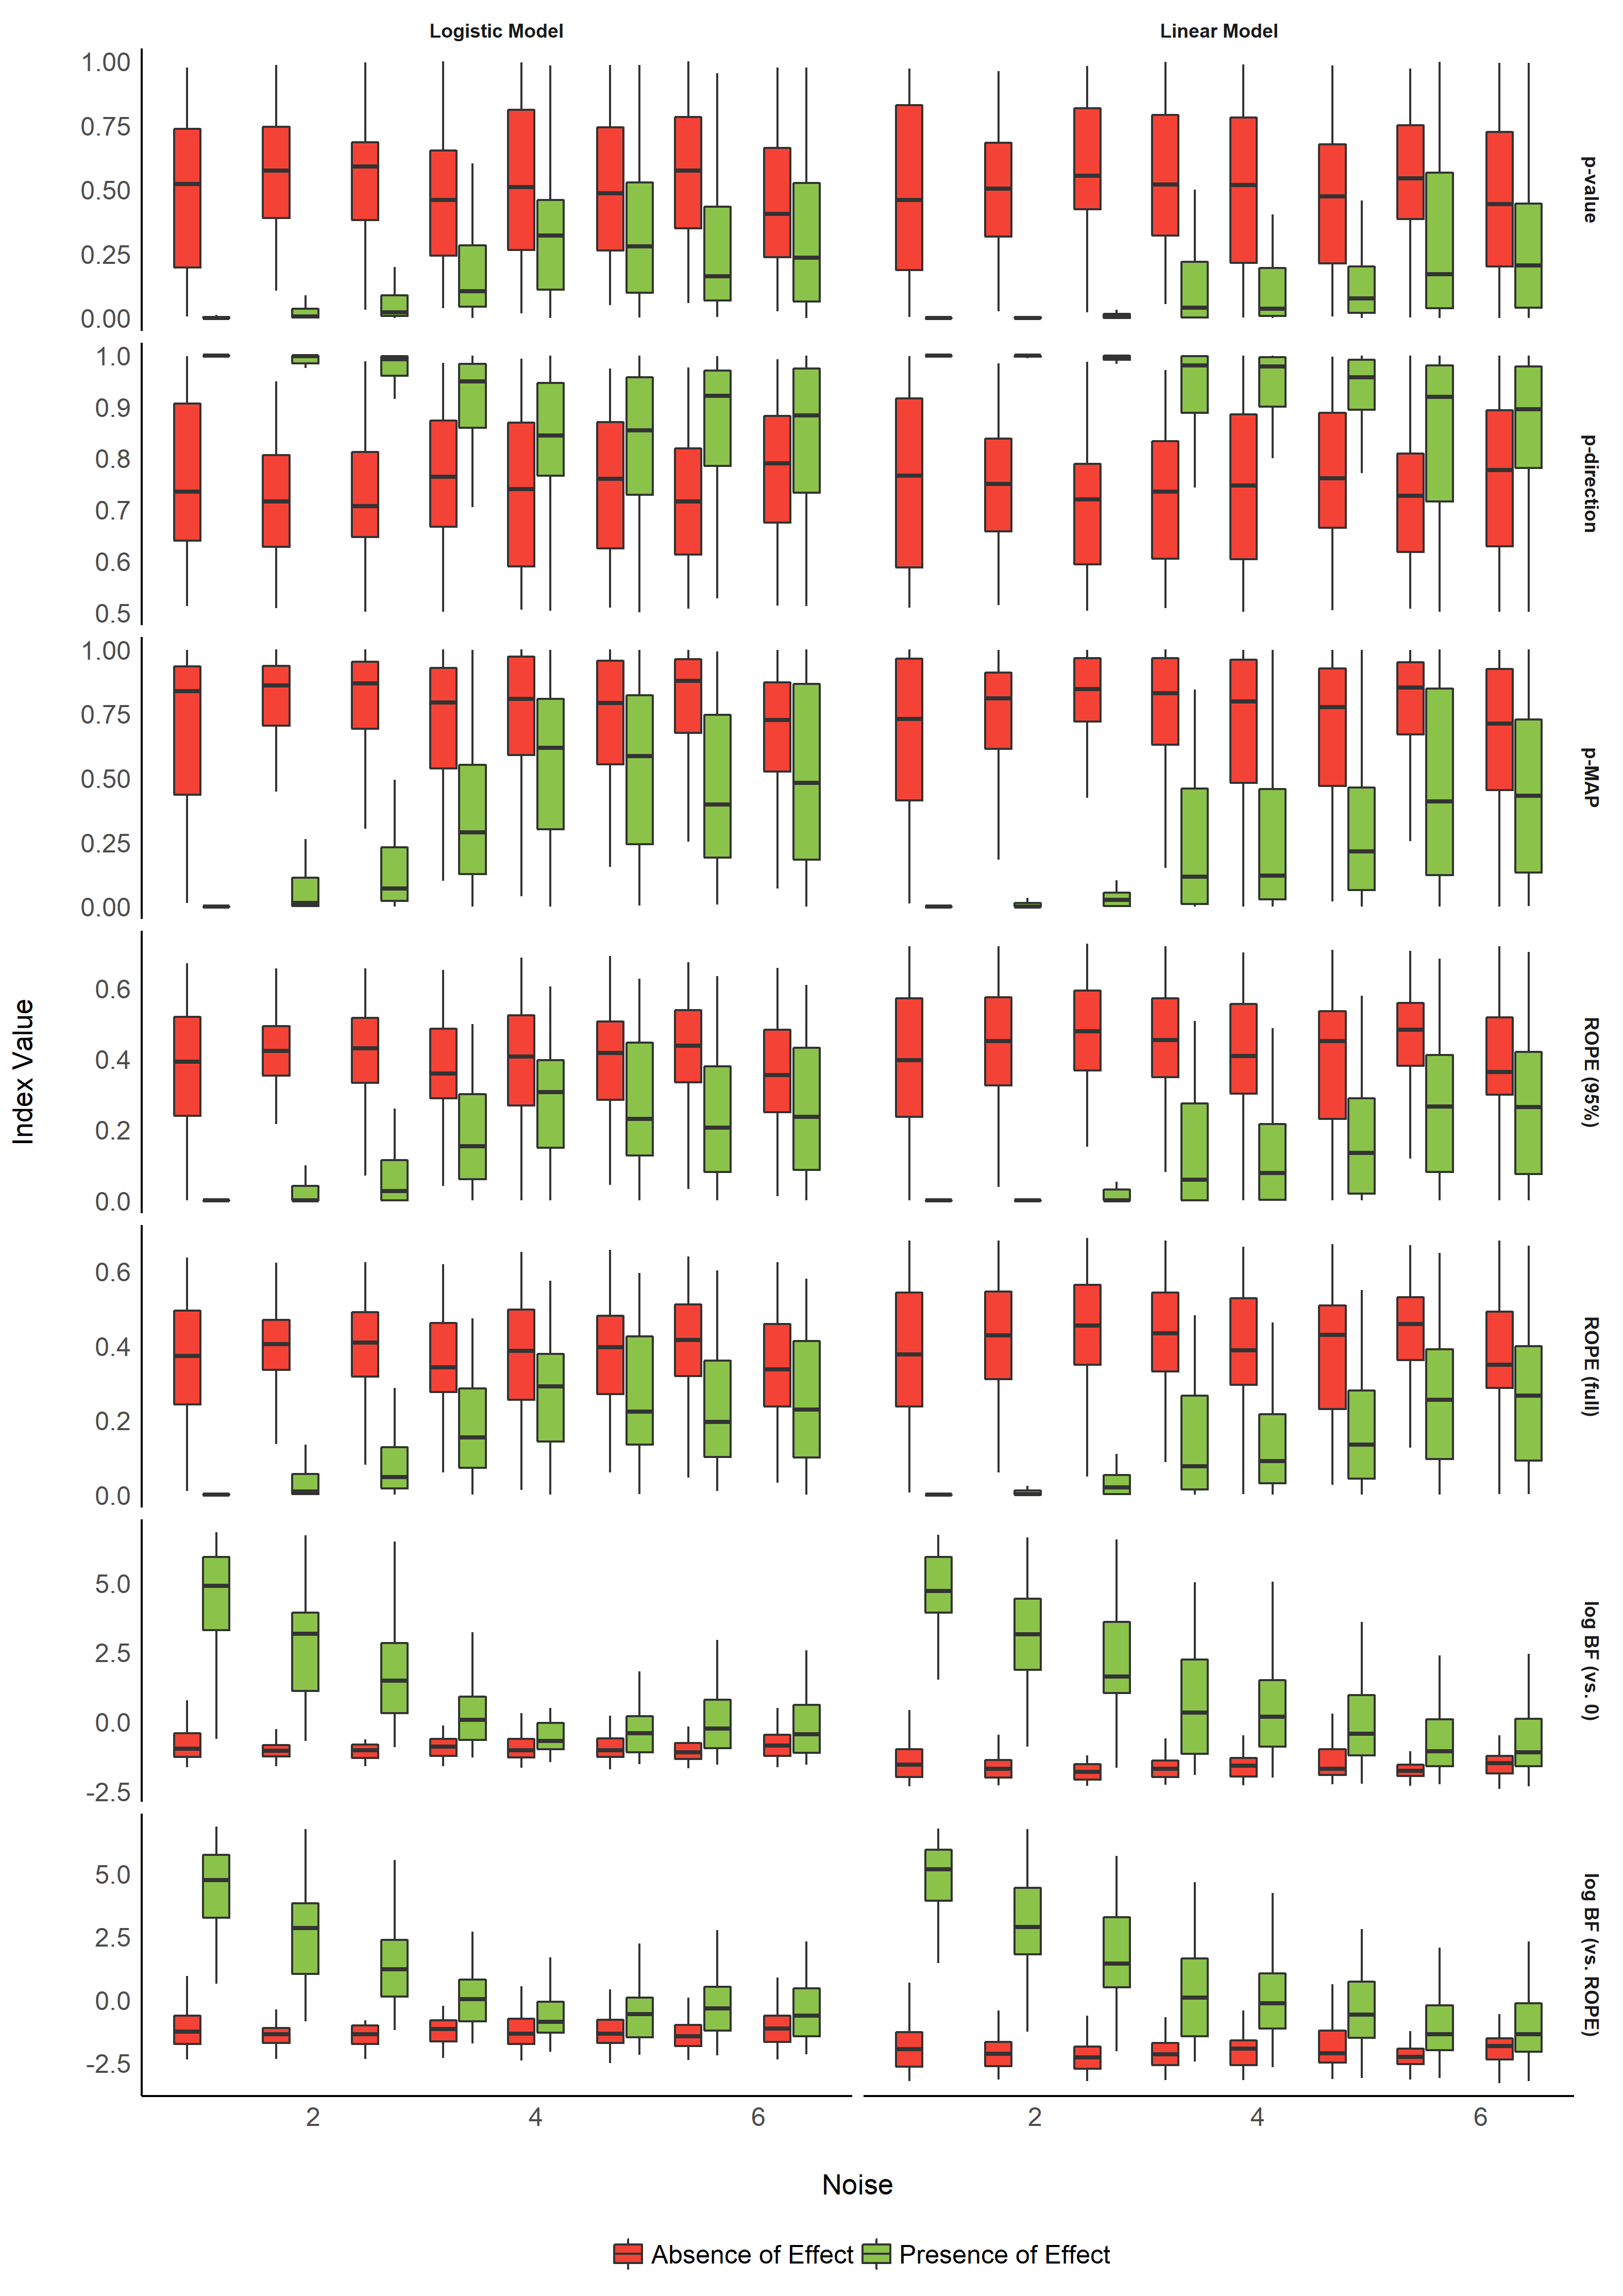 Logistic Model
Linear Model
1.00
0.75
0.50
0.25
0.00
p-value
1.0
0.9
0.8
0.7
0.6
0.5
p-direction
1.00
0.75
0.50
0.25
0.00
p-MAP
0.6
0.4
0.2
0.0
ROPE (95%)
0.6
0.4
0.2
0.0
ROPE (full)
5.0
2.5
0.0
-2.5
log BF (vs. 0)
5.0
2.5
0.0
-2.5
log BF (vs. ROPE)
Index Value
2 4 6
2 4 6
Noise
Absence of Effect Presence of Effect